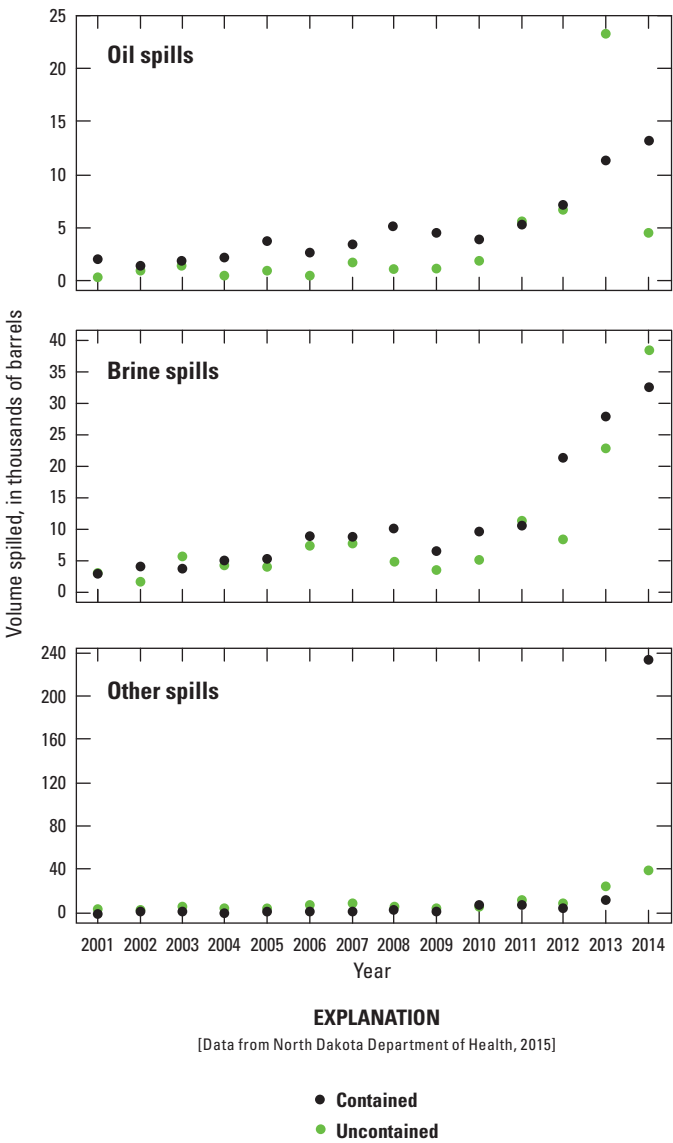 Volume spilled, in thousands of barrels
25
Oil spills
20
15
10
5
0
40
Brine spills
35
30
25
20
15
10
5
0
240
Other spills
200
160
120
80
40
0
2001 2002 2003 2004 2005 2006 2007 2008 2009 2010 2011 2012 2013 2014
Year
EXPLANATION
[Data from North Dakota Department of Health, 2015]
Contained
Uncontained